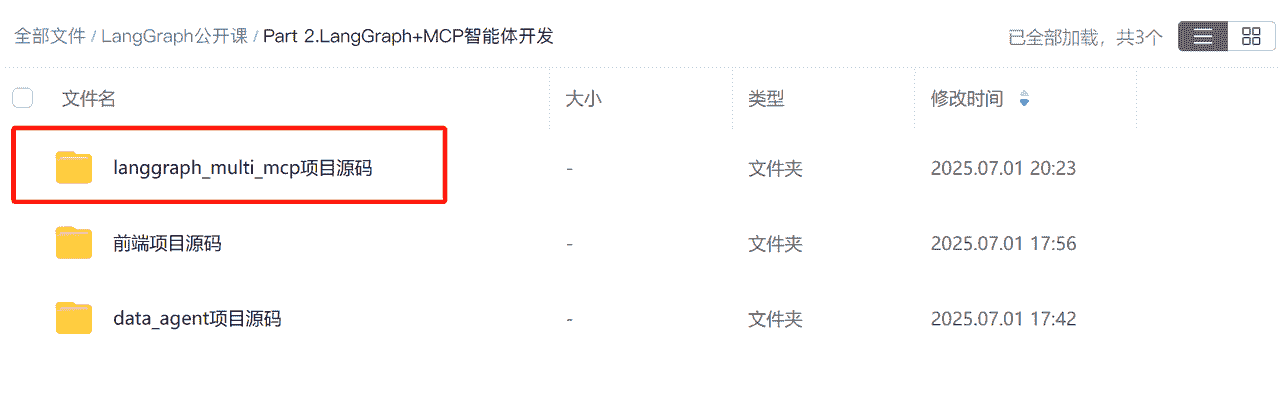 全部文件 / LangGraph公开课 / Part 2.LangGraph+MCP智能体开发
已全部加载，共3个
文件名 大小 类型 修改时间
langgraph_multi_mcp项目源码 - 文件夹 2025.07.01 20:23
前端项目源码 - 文件夹 2025.07.01 17:56
data_agent项目源码 - 文件夹 2025.07.01 17:42